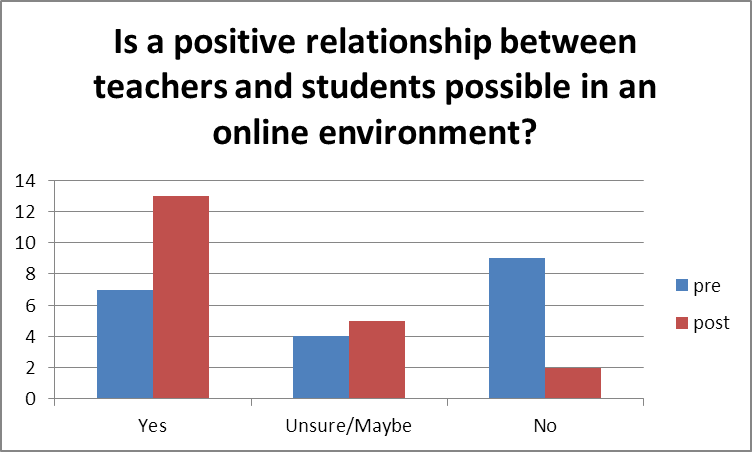 Is a positive relationship between
teachers and students possible in an
online environment?
14
12
10
8
6
4
2
0
Yes
Unsure/Maybe
No
pre
post